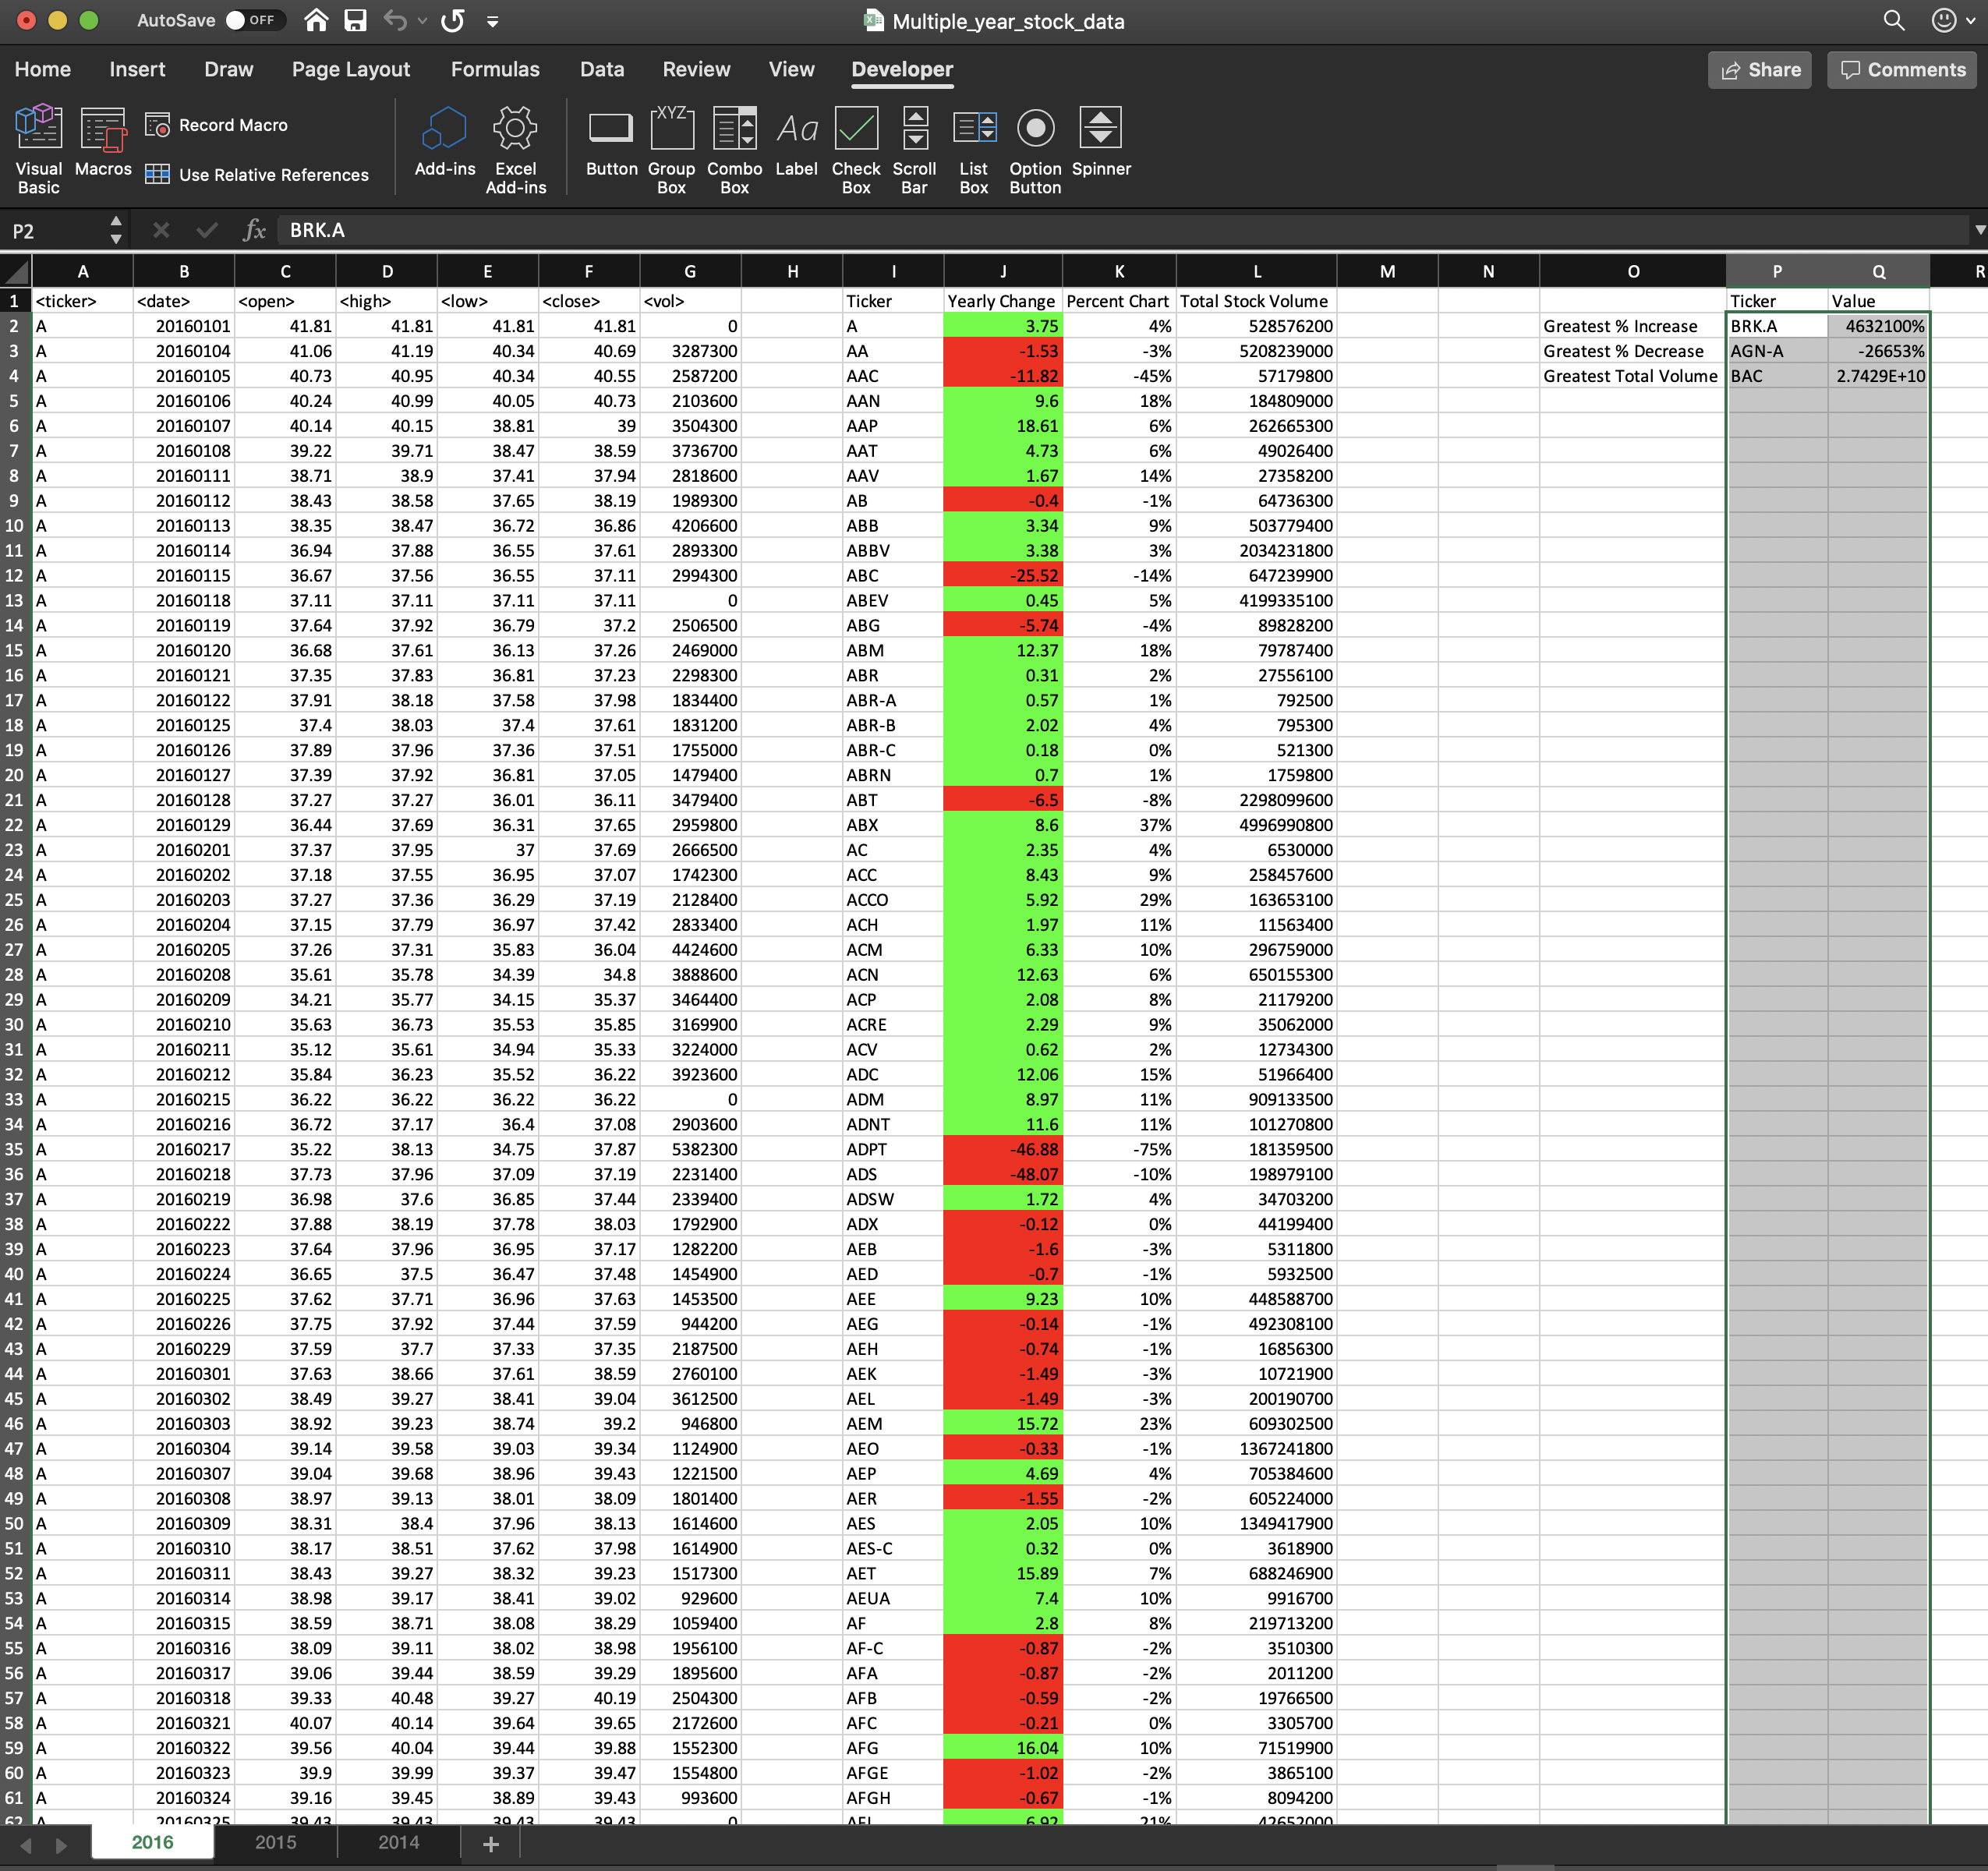 AutoSave OFF Multiple_year_stock_data
Home Insert Draw Page Layout Formulas Data Review View Developer Share Comments
Visual Basic Macros Record Macro Use Relative References Add-ins Excel Add-ins Button XYZ Group Box Combo Box Aa Label Check Box Scroll Bar List Box Option Button Spinner
P2 fx BRK.A
A B C D E F G H I J K L M N O P Q R
1 <ticker> <date> <open> <high> <low> <close> <vol> Ticker Yearly Change Percent Chart Total Stock Volume Ticker Value
2 A 20160101 41.81 41.81 41.81 41.81 0 A 3.75 4% 528576200 Greatest % Increase BRK.A 4632100%
3 A 20160104 41.06 41.19 40.34 40.69 3287300 AA -1.53 -3% 5208239000 Greatest % Decrease AGN-A -26653%
4 A 20160105 40.73 40.95 40.34 40.55 2587200 AAC -11.82 -45% 57179800 Greatest Total Volume BAC 2.7429E+10
5 A 20160106 40.24 40.99 40.05 40.73 2103600 AAN 9.6 18% 184809000
6 A 20160107 40.14 40.15 38.81 39 3504300 AAP 18.61 6% 262665300
7 A 20160108 39.22 39.71 38.47 38.59 3736700 AAT 4.73 6% 49026400
8 A 20160111 38.71 38.9 37.41 37.94 2818600 AAV 1.67 14% 27358200
9 A 20160112 38.43 38.58 37.65 38.19 1989300 AB -0.4 -1% 64736300
10 A 20160113 38.35 38.47 36.72 36.86 4206600 ABB 3.34 9% 503779400
11 A 20160114 36.94 37.88 36.55 37.61 2893300 ABBV 3.38 3% 2034231800
12 A 20160115 36.67 37.56 36.55 37.11 2994300 ABC -25.52 -14% 647239900
13 A 20160118 37.11 37.11 37.11 37.11 0 ABEV 0.45 5% 4199335100
14 A 20160119 37.64 37.92 36.79 37.2 2506500 ABG -5.74 -4% 89828200
15 A 20160120 36.68 37.61 36.13 37.26 2469000 ABM 12.37 18% 79787400
16 A 20160121 37.35 37.83 36.81 37.23 2298300 ABR 0.31 2% 27556100
17 A 20160122 37.91 38.18 37.58 37.98 1834400 ABR-A 0.57 1% 792500
18 A 20160125 37.4 38.03 37.4 37.61 1831200 ABR-B 2.02 4% 795300
19 A 20160126 37.89 37.96 37.36 37.51 1755000 ABR-C 0.18 0% 521300
20 A 20160127 37.39 37.92 36.81 37.05 1479400 ABRN 0.7 1% 1759800
21 A 20160128 37.27 37.27 36.01 36.11 3479400 ABT -6.5 -8% 2298099600
22 A 20160129 36.44 37.69 36.31 37.65 2959800 ABX 8.6 37% 4996990800
23 A 20160201 37.37 37.95 37 37.69 2666500 AC 2.35 4% 6530000
24 A 20160202 37.18 37.55 36.95 37.07 1742300 ACC 8.43 9% 258457600
25 A 20160203 37.27 37.36 36.29 37.19 2128400 ACCO 5.92 29% 163653100
26 A 20160204 37.15 37.79 36.97 37.42 2833400 ACH 1.97 11% 11563400
27 A 20160205 37.26 37.31 35.83 36.04 4424600 ACM 6.33 10% 296759000
28 A 20160208 35.61 35.78 34.39 34.8 3888600 ACN 12.63 6% 650155300
29 A 20160209 34.21 35.77 34.15 35.37 3464400 ACP 2.08 8% 21179200
30 A 20160210 35.63 36.73 35.53 35.85 3169900 ACRE 2.29 9% 35062000
31 A 20160211 35.12 35.61 34.94 35.33 3224000 ACV 0.62 2% 12734300
32 A 20160212 35.84 36.23 35.52 36.22 3923600 ADC 12.06 15% 51966400
33 A 20160215 36.22 36.22 36.22 36.22 0 ADM 8.97 11% 909133500
34 A 20160216 36.72 37.17 36.4 37.08 2903600 ADNT 11.6 11% 101270800
35 A 20160217 35.22 38.13 34.75 37.87 5382300 ADPT -46.88 -75% 181359500
36 A 20160218 37.73 37.96 37.09 37.19 2231400 ADS -48.07 -10% 198979100
37 A 20160219 36.98 37.6 36.85 37.44 2339400 ADSW 1.72 4% 34703200
38 A 20160222 37.88 38.19 37.78 38.03 1792900 ADX -0.12 0% 44199400
39 A 20160223 37.64 37.96 36.95 37.17 1282200 AEB -1.6 -3% 5311800
40 A 20160224 36.65 37.5 36.47 37.48 1454900 AED -0.7 -1% 5932500
41 A 20160225 37.62 37.71 36.96 37.63 1453500 AEE 9.23 10% 448588700
42 A 20160226 37.75 37.92 37.44 37.59 944200 AEG -0.14 -1% 492308100
43 A 20160229 37.59 37.7 37.33 37.35 2187500 AEH -0.74 -1% 16856300
44 A 20160301 37.63 38.66 37.61 38.59 2760100 AEK -1.49 -3% 10721900
45 A 20160302 38.49 39.27 38.41 39.04 3612500 AEL -1.49 -3% 200190700
46 A 20160303 38.92 39.23 38.74 39.2 946800 AEM 15.72 23% 609302500
47 A 20160304 39.14 39.58 39.03 39.34 1124900 AEO -0.33 -1% 1367241800
48 A 20160307 39.04 39.68 38.96 39.43 1221500 AEP 4.69 4% 705384600
49 A 20160308 38.97 39.13 38.01 38.09 1801400 AER -1.55 -2% 605224000
50 A 20160309 38.31 38.4 37.96 38.13 1614600 AES 2.05 10% 1349417900
51 A 20160310 38.17 38.51 37.62 37.98 1614900 AES-C 0.32 0% 3618900
52 A 20160311 38.43 39.27 38.32 39.23 1517300 AET 15.89 7% 688246900
53 A 20160314 38.98 39.17 38.41 39.02 929600 AEUA 7.4 10% 9916700
54 A 20160315 38.59 38.71 38.08 38.29 1059400 AF 2.8 8% 219713200
55 A 20160316 38.09 39.11 38.02 38.98 1956100 AF-C -0.87 -2% 3510300
56 A 20160317 39.06 39.44 38.59 39.29 1895600 AFA -0.87 -2% 2011200
57 A 20160318 39.33 40.48 39.27 40.19 2504300 AFB -0.59 -2% 19766500
58 A 20160321 40.07 40.14 39.64 39.65 2172600 AFC -0.21 0% 3305700
59 A 20160322 39.56 40.04 39.44 39.88 1552300 AFG 16.04 10% 71519900
60 A 20160323 39.9 39.99 39.37 39.47 1554800 AFGE -1.02 -2% 3865100
61 A 20160324 39.16 39.45 38.89 39.43 993600 AFGH -0.67 -1% 8094200
62 A 20160325 39.43 39.43 39.43 39.43 0 6.92 21% 42652000
2016 2015 2014 +